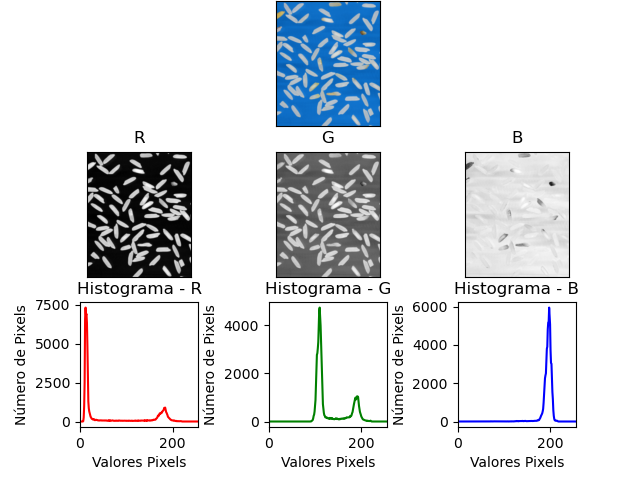 R
G
B
Histograma - R
Histograma - G
Histograma - B
Número de Pixels
7500
5000
2500
0
0
200
Valores Pixels
Número de Pixels
4000
2000
0
0
200
Valores Pixels
Número de Pixels
6000
4000
2000
0
0
200
Valores Pixels